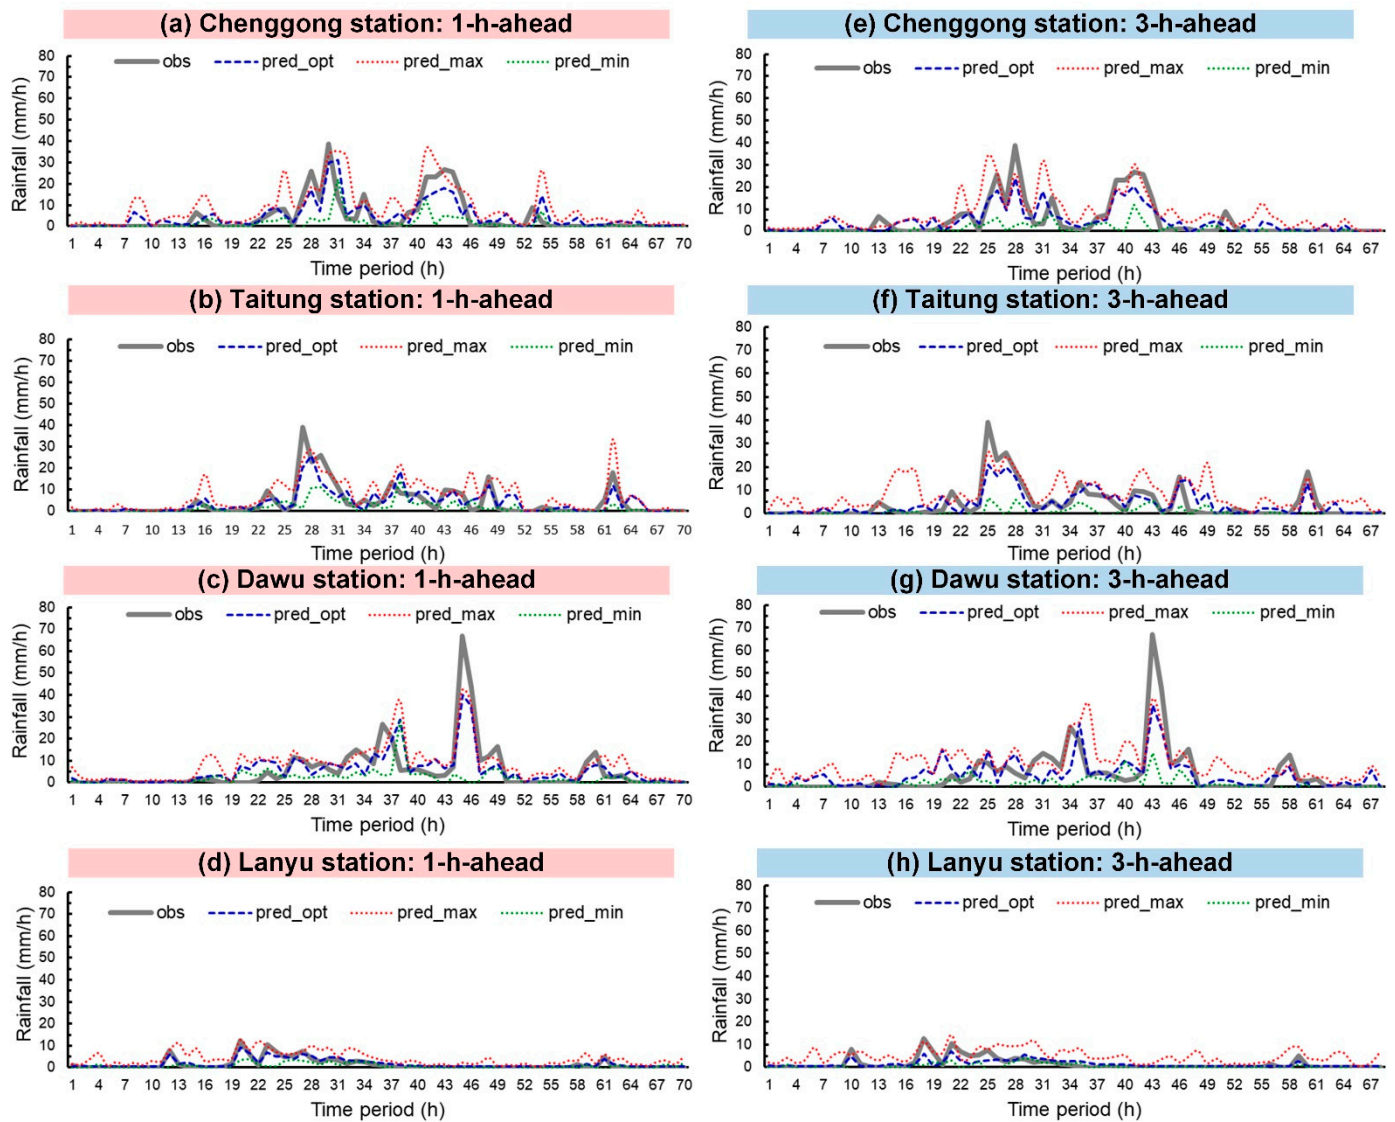 (a) Chenggong station: 1-h-ahead
80
70
60
50
40
30
20
10
0
Rainfall (mm/h)
obs pred_opt pred_max pred_min
1 4 7 10 13 16 19 22 25 28 31 34 37 40 43 46 49 52 55 58 61 64 67 70
Time period (h)
(b) Taitung station: 1-h-ahead
80
70
60
50
40
30
20
10
0
Rainfall (mm/h)
obs pred_opt pred_max pred_min
1 4 7 10 13 16 19 22 25 28 31 34 37 40 43 46 49 52 55 58 61 64 67 70
Time period (h)
(c) Dawu station: 1-h-ahead
80
70
60
50
40
30
20
10
0
Rainfall (mm/h)
obs pred_opt pred_max pred_min
1 4 7 10 13 16 19 22 25 28 31 34 37 40 43 46 49 52 55 58 61 64 67 70
Time period (h)
(d) Lanyu station: 1-h-ahead
80
70
60
50
40
30
20
10
0
Rainfall (mm/h)
obs pred_opt pred_max pred_min
1 4 7 10 13 16 19 22 25 28 31 34 37 40 43 46 49 52 55 58 61 64 67 70
Time period (h)
(e) Chenggong station: 3-h-ahead
80
70
60
50
40
30
20
10
0
Rainfall (mm/h)
obs pred_opt pred_max pred_min
1 4 7 10 13 16 19 22 25 28 31 34 37 40 43 46 49 52 55 58 61 64 67
Time period (h)
(f) Taitung station: 3-h-ahead
80
70
60
50
40
30
20
10
0
Rainfall (mm/h)
obs pred_opt pred_max pred_min
1 4 7 10 13 16 19 22 25 28 31 34 37 40 43 46 49 52 55 58 61 64 67
Time period (h)
(g) Dawu station: 3-h-ahead
80
70
60
50
40
30
20
10
0
Rainfall (mm/h)
obs pred_opt pred_max pred_min
1 4 7 10 13 16 19 22 25 28 31 34 37 40 43 46 49 52 55 58 61 64 67
Time period (h)
(h) Lanyu station: 3-h-ahead
80
70
60
50
40
30
20
10
0
Rainfall (mm/h)
obs pred_opt pred_max pred_min
1 4 7 10 13 16 19 22 25 28 31 34 37 40 43 46 49 52 55 58 61 64 67
Time period (h)